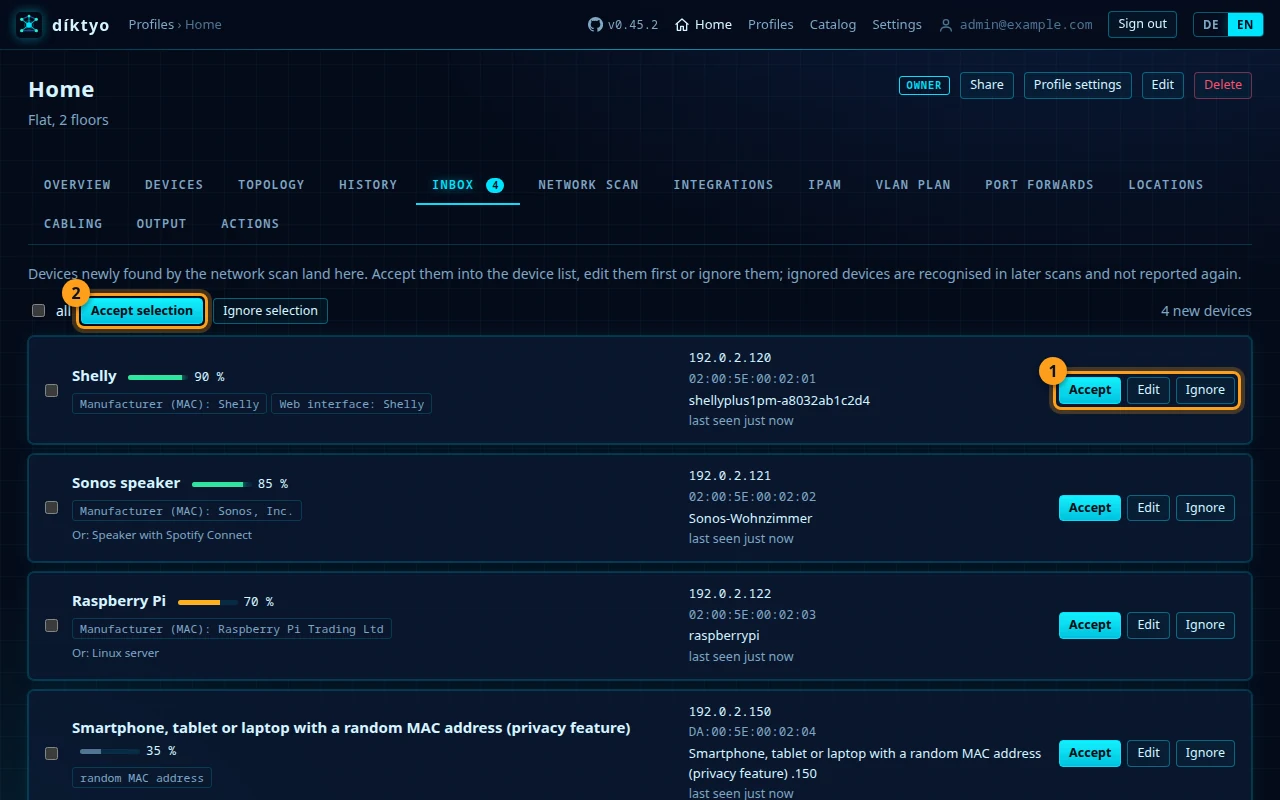 díktyo Profiles › Home v0.45.2 Home Profiles Catalog Settings admin@example.com Sign out DE EN
Home
OWNER Share Profile settings Edit Delete
Flat, 2 floors
OVERVIEW DEVICES TOPOLOGY HISTORY INBOX 4 NETWORK SCAN INTEGRATIONS IPAM VLAN PLAN PORT FORWARDS LOCATIONS
CABLING OUTPUT ACTIONS
Devices newly found by the network scan land here. Accept them into the device list, edit them first or ignore them; ignored devices are recognised in later scans and not reported again.
2
all Accept selection Ignore selection 4 new devices
Shelly 90 %
Manufacturer (MAC): Shelly Web interface: Shelly
192.0.2.120
02:00:5E:00:02:01
shellyplus1pm-a8032ab1c2d4
last seen just now
1
Accept Edit Ignore
Sonos speaker 85 %
Manufacturer (MAC): Sonos, Inc.
Or: Speaker with Spotify Connect
192.0.2.121
02:00:5E:00:02:02
Sonos-Wohnzimmer
last seen just now
Accept Edit Ignore
Raspberry Pi 70 %
Manufacturer (MAC): Raspberry Pi Trading Ltd
Or: Linux server
192.0.2.122
02:00:5E:00:02:03
raspberrypi
last seen just now
Accept Edit Ignore
Smartphone, tablet or laptop with a random MAC address (privacy feature)
35 %
random MAC address
192.0.2.150
DA:00:5E:00:02:04
Smartphone, tablet or laptop with a random MAC address
(privacy feature) .150
last seen just now
Accept Edit Ignore